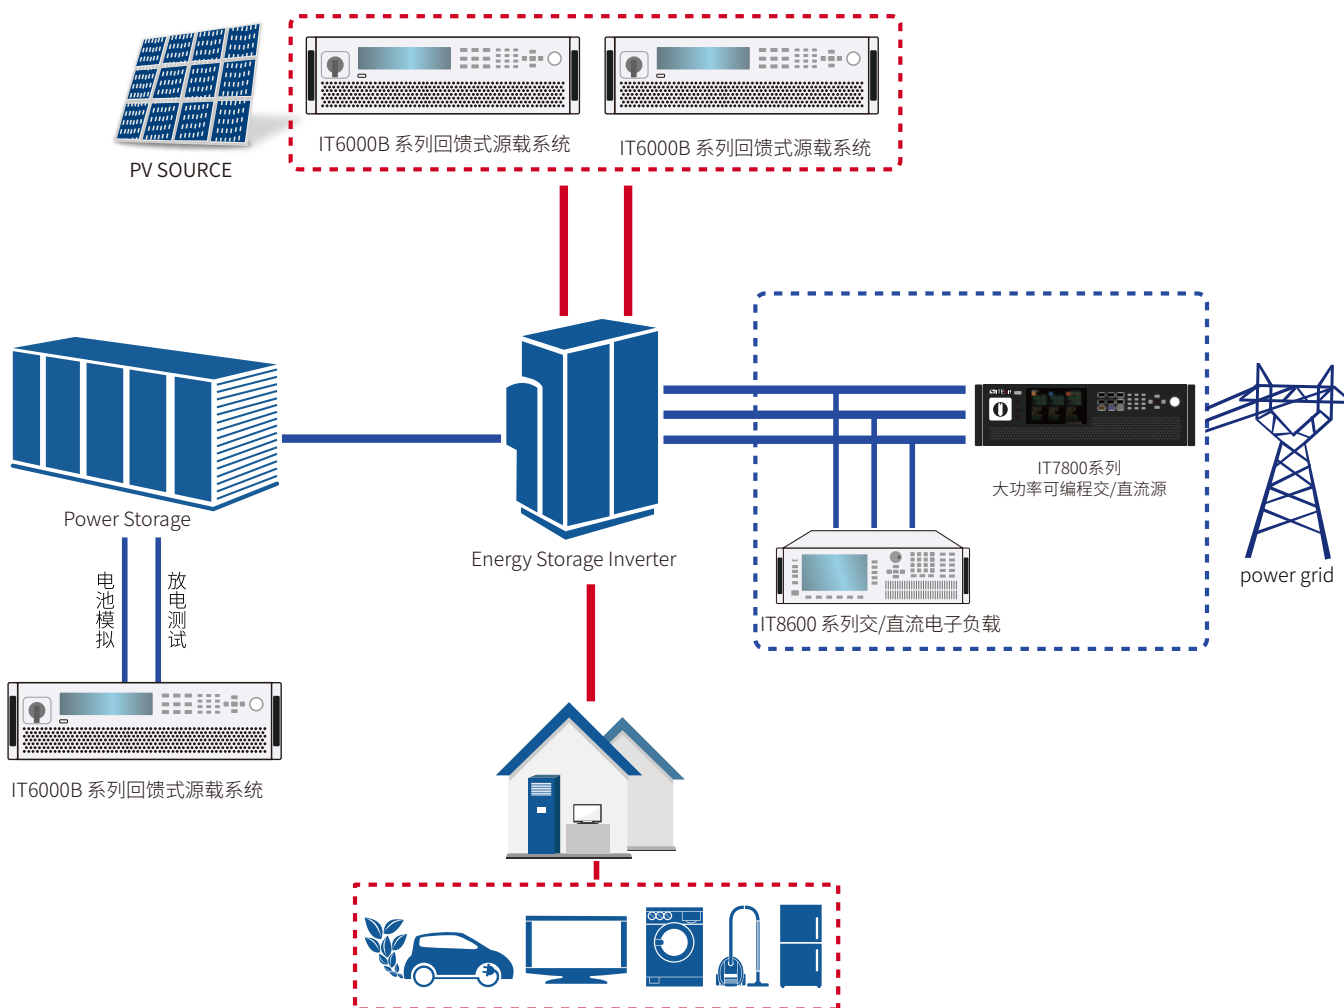 IT6000B 系列回馈式源载系统
IT6000B 系列回馈式源载系统
PV SOURCE
ITECH
IT7800系列
大功率可编程交/直流源
Power Storage
Energy Storage Inverter
power grid
电池模拟
放电测试
IT8600 系列交/直流电子负载
IT6000B 系列回馈式源载系统